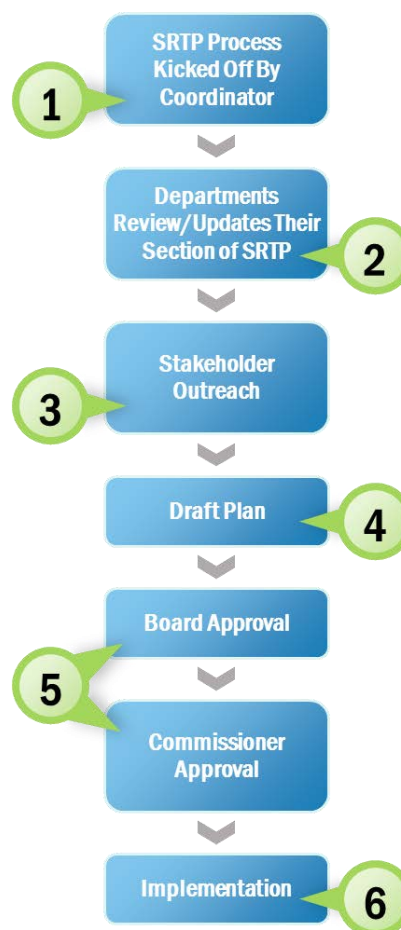 SRTP Process
Kicked Off By
Coordinator
1
Departments
Review/Updates Their
Section of SRTP
2
Stakeholder
Outreach
3
Draft Plan
4
Board Approval
5
Commissioner
Approval
Implementation
6